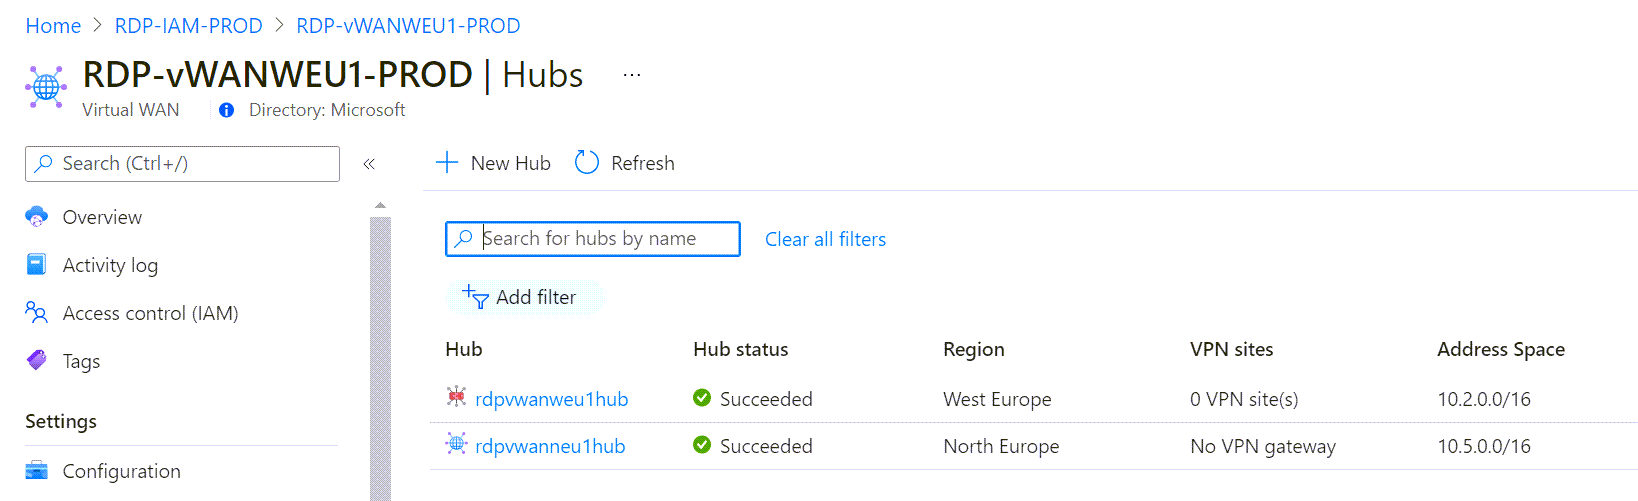 Home > RDP-IAM-PROD > RDP-vWANWEU1-PROD
RDP-vWANWEU1-PROD | Hubs ...
Virtual WAN Directory: Microsoft
Search (Ctrl+/) « + New Hub Refresh
Overview
Search for hubs by name Clear all filters
Activity log
Add filter
Access control (IAM)
Hub Hub status Region VPN sites Address Space
Tags
rdpvwanweu1hub Succeeded West Europe 0 VPN site(s) 10.2.0.0/16
Settings
rdpvwanneu1hub Succeeded North Europe No VPN gateway 10.5.0.0/16
Configuration